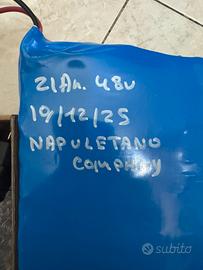 21Ah. 48v
19/12/25
NAPULETANO
company
subito